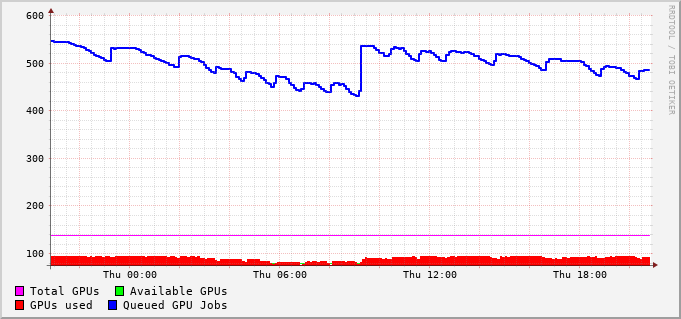 600
500
400
300
200
100
Thu 00:00 Thu 06:00 Thu 12:00 Thu 18:00
Total GPUs Available GPUs
GPUs used Queued GPU Jobs
RRDTOOL / TOBI OETIKER